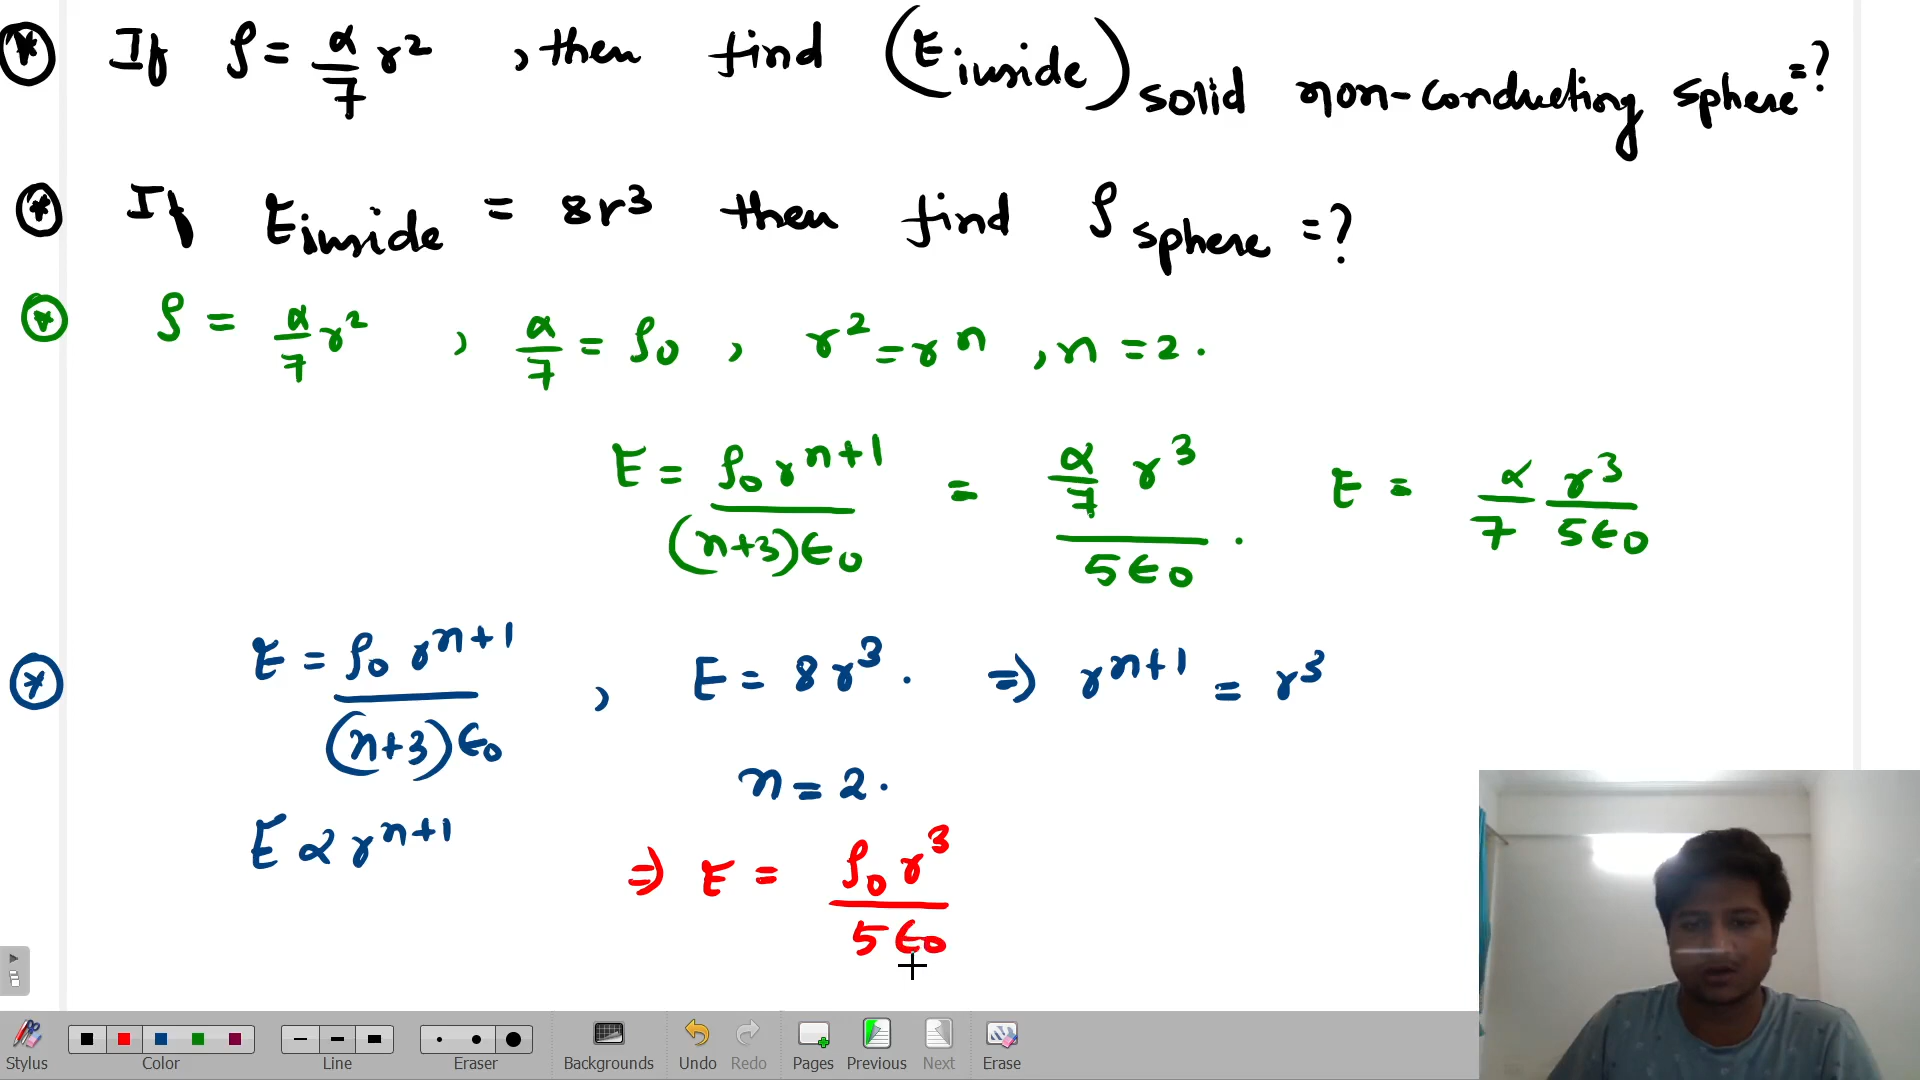 * If ρ = α/7 r² , then find (E inside) solid non-conducting sphere = ?
* If E inside = 8r³ then find ρ sphere = ?
* ρ = α/7 r² , α/7 = ρ₀ , r² = rⁿ , n = 2 .
E = ρ₀ rⁿ⁺¹ / (n+3)ϵ₀ = α/7 r³ / 5ϵ₀ . E = α/7 r³/5ϵ₀
* E = ρ₀ rⁿ⁺¹ / (n+3)ϵ₀ , E = 8r³ . ⇒ rⁿ⁺¹ = r³
n = 2 .
E ∝ rⁿ⁺¹
⇒ E = ρ₀ r³ / 5ϵ₀
Stylus Color Line Eraser Backgrounds Undo Redo Pages Previous Next Erase